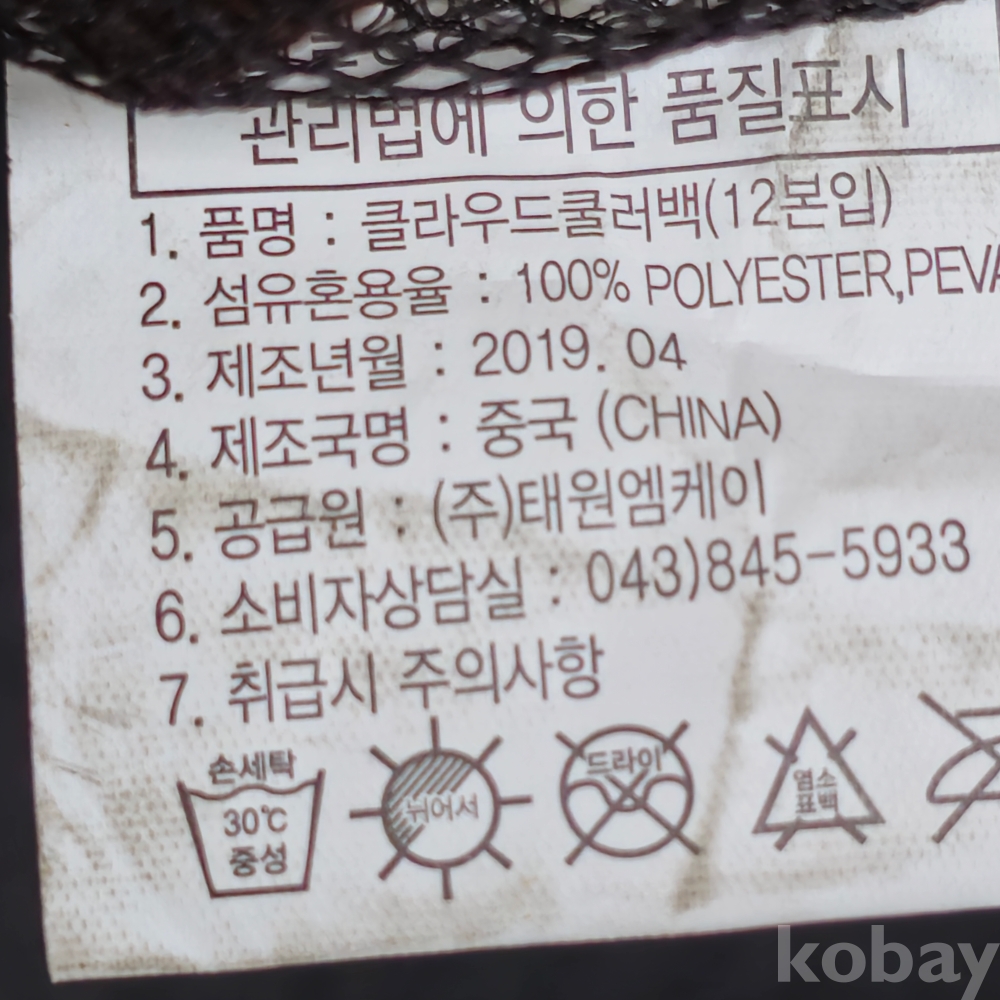 관리법에 의한 품질표시
1. 품명 : 클라우드쿨러백(12본입)
2. 섬유혼용율 : 100% POLYESTER,PEVA
3. 제조년월 : 2019. 04
4. 제조국명 : 중국 (CHINA)
5. 공급원 : (주)태원엠케이
6. 소비자상담실 : 043)845-5933
7. 취급시 주의사항
손세탁
30℃
중성
뉘어서
드라이
염소
표백
kobay